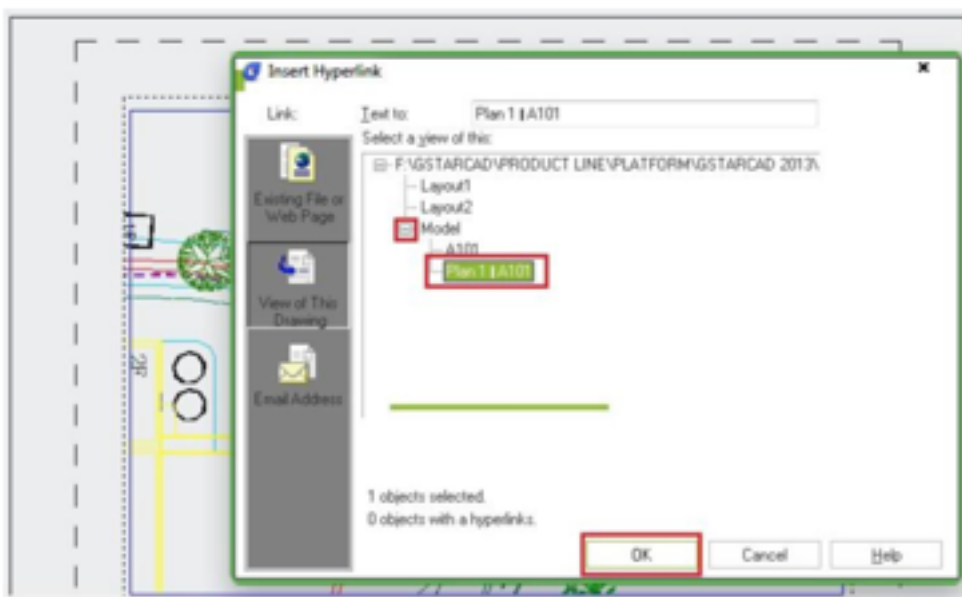 Insert Hyperlink
Link:
Text to:
Plan 1 | A101
Select a view of this:
F:\GSTARCAD\PRODUCT LINE\PLATFORM\GSTARCAD 2013\
Layout1
Layout2
Model
A101
Plan 1 | A101
Existing File or
Web Page
View of This
Drawing
Email Address
1 objects selected.
0 objects with a hyperlinks.
OK
Cancel
Help